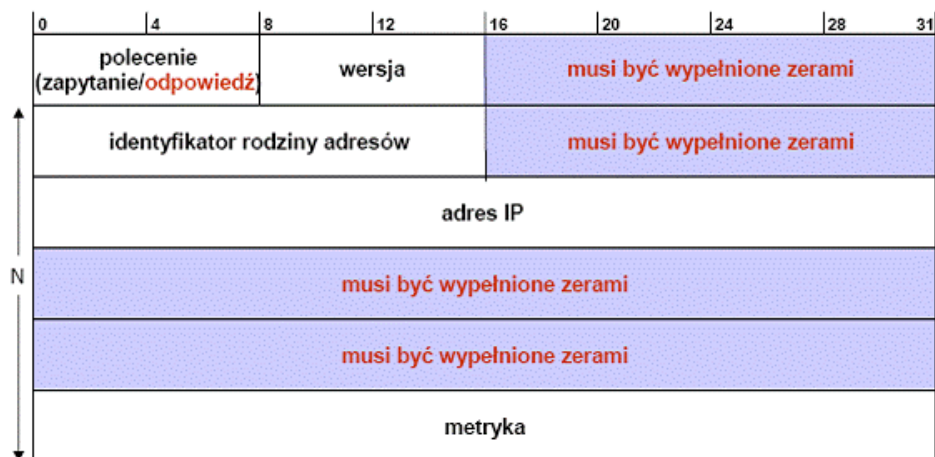 0 4 8 12 16 20 24 28 31
polecenie
(zapytanie/odpowiedź)
wersja
musi być wypełnione zerami
identyfikator rodziny adresów
musi być wypełnione zerami
adres IP
N
musi być wypełnione zerami
musi być wypełnione zerami
metryka